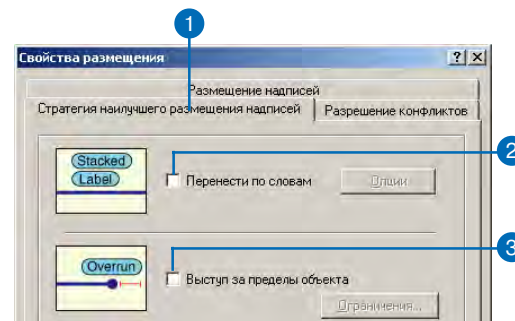 1
Свойства размещения
Размещение надписей
Стратегия наилучшего размещения надписей
Разрешение конфликтов
Stacked
Label
Перенести по словам
Опции
2
Overrun
Выступ за пределы объекта
3
Ограничения...